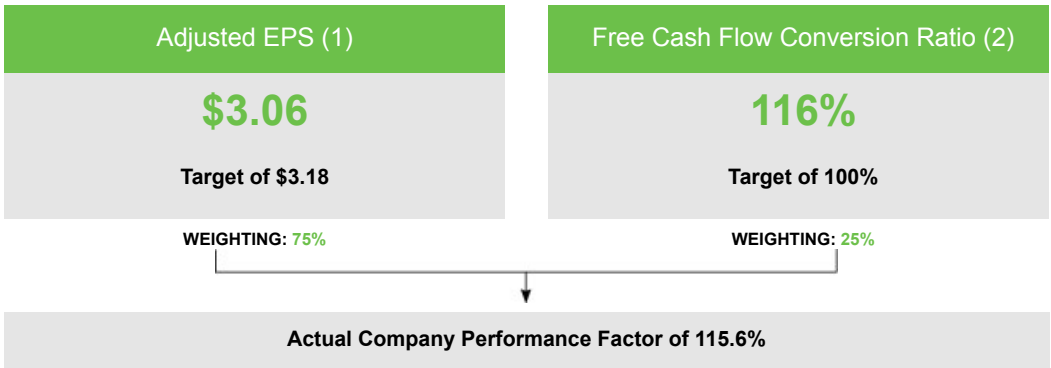 Adjusted EPS (1)
$3.06
Target of $3.18
WEIGHTING: 75%
Free Cash Flow Conversion Ratio (2)
116%
Target of 100%
WEIGHTING: 25%
Actual Company Performance Factor of 115.6%